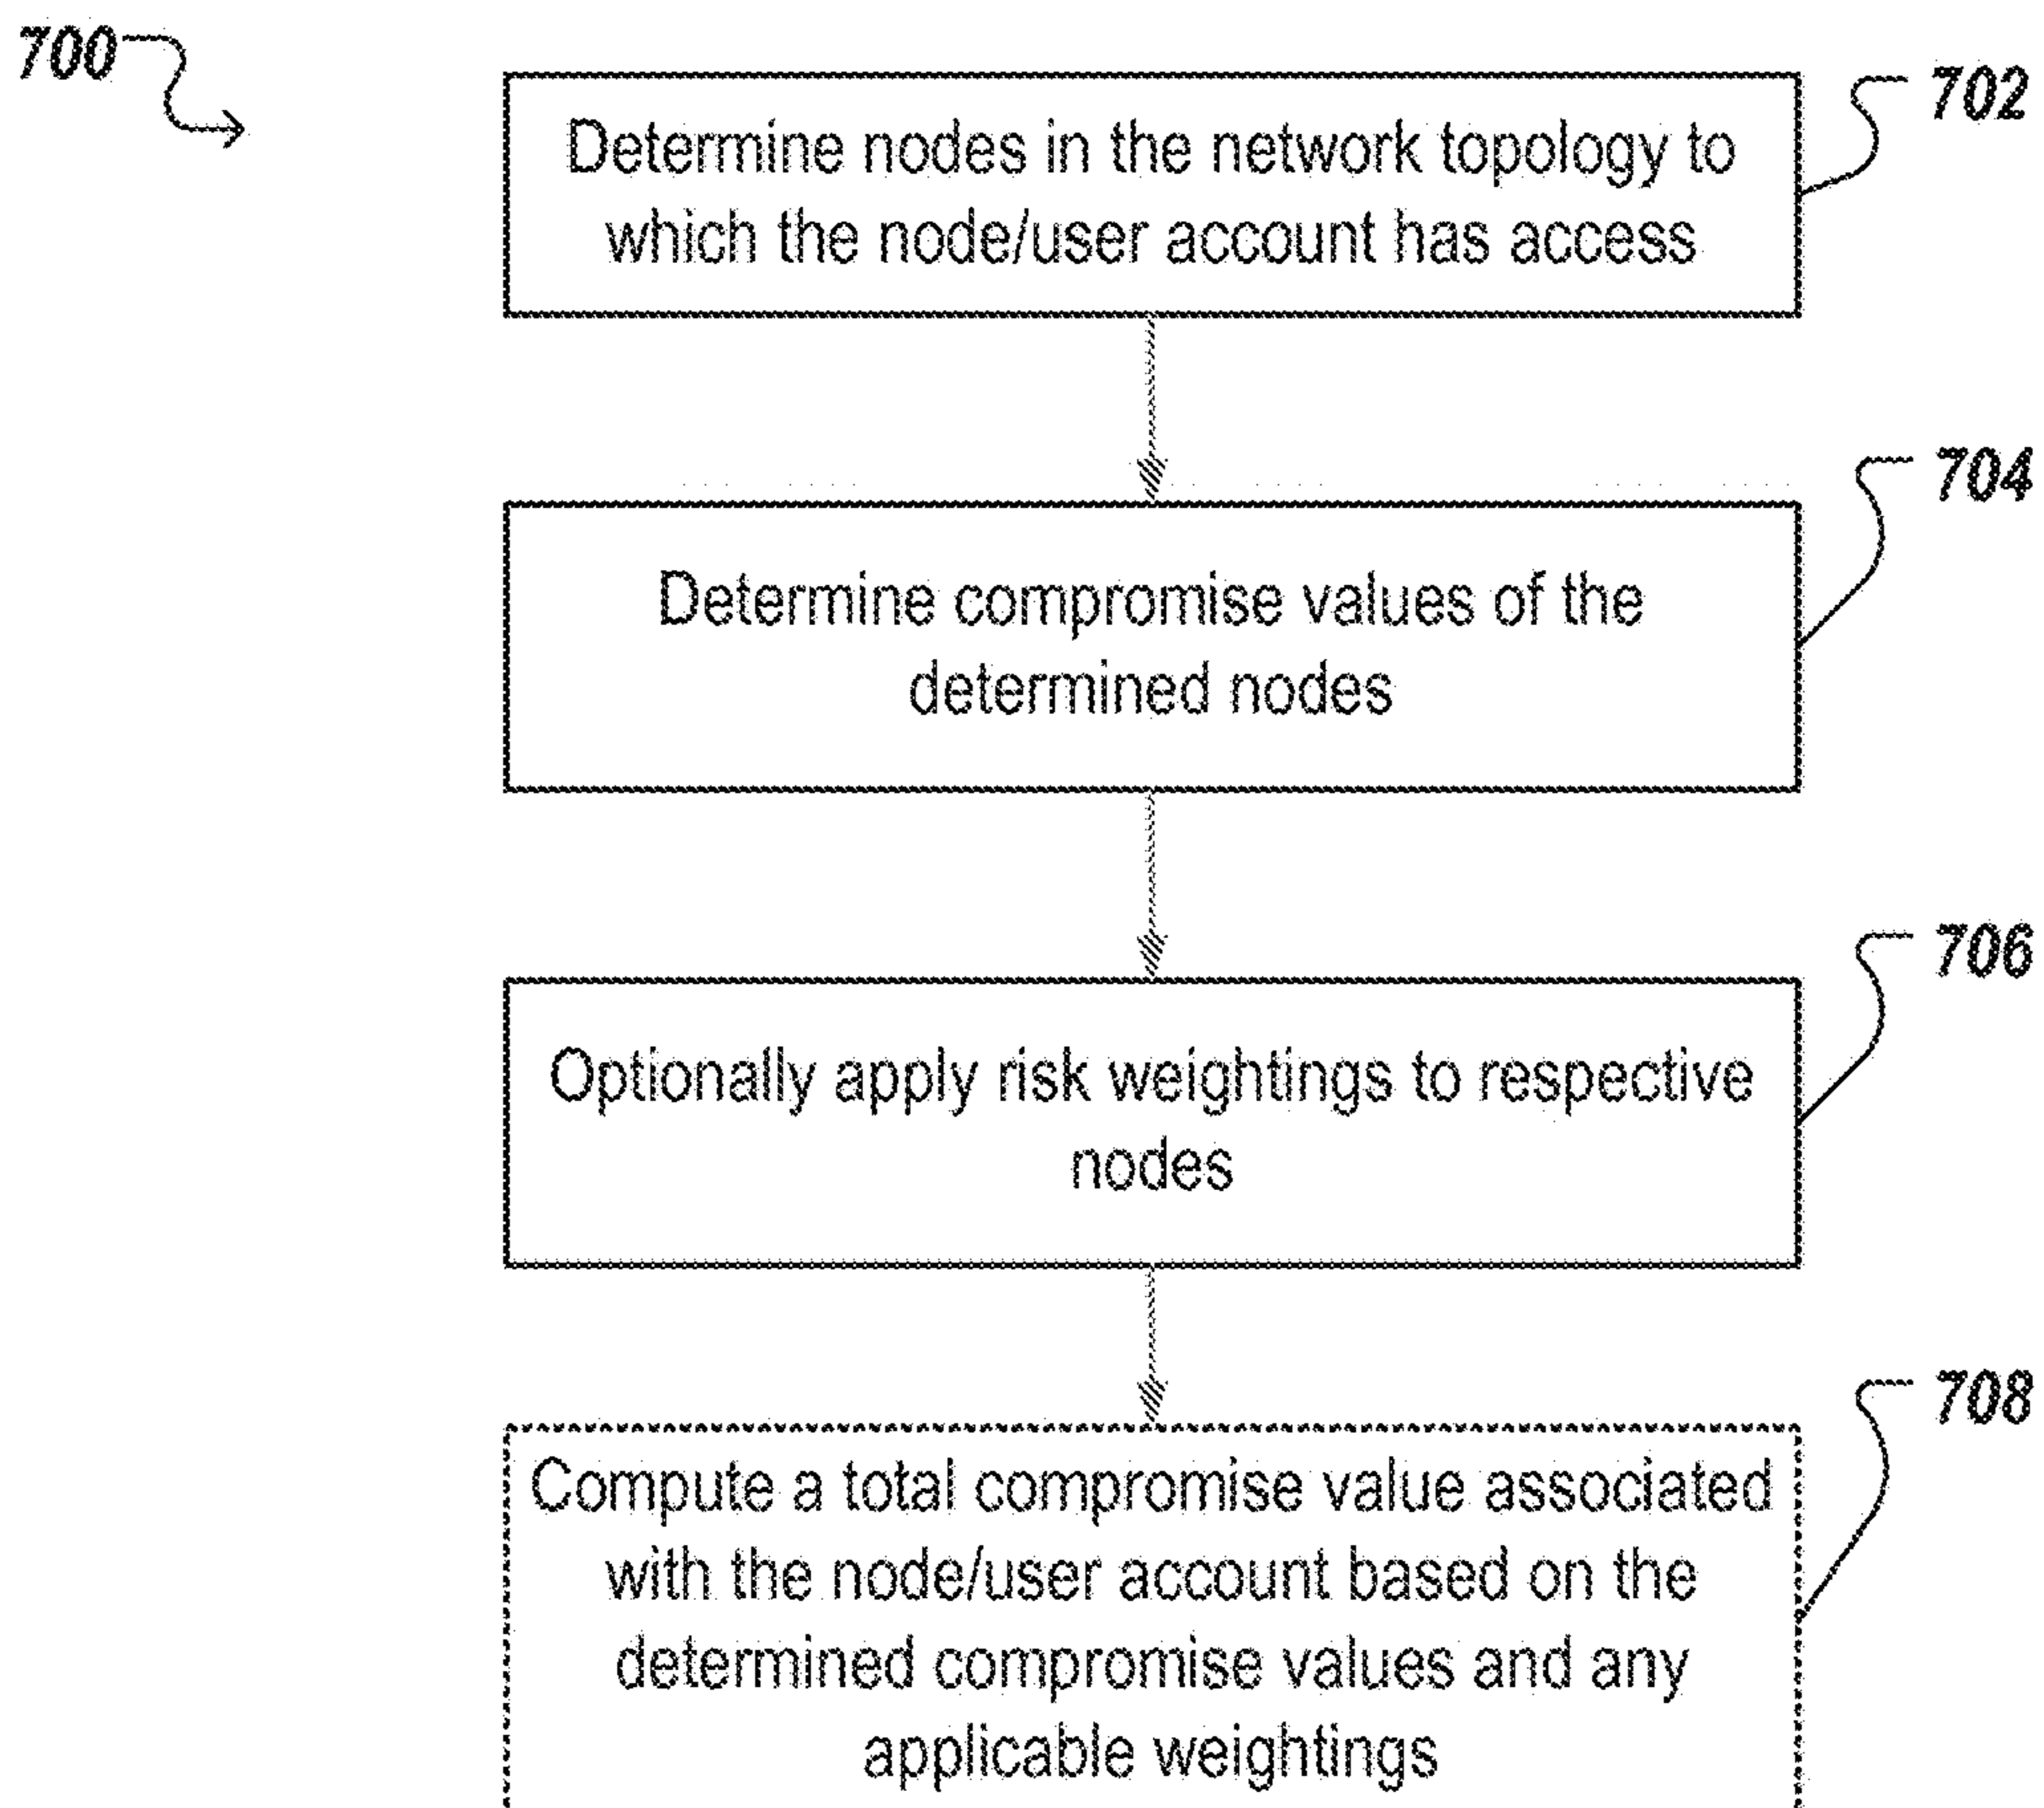 700
702
Determine nodes in the network topology to
which the node/user account has access
704
Determine compromise values of the
determined nodes
706
Optionally apply risk weightings to respective
nodes
708
Compute a total compromise value associated
with the node/user account based on the
determined compromise values and any
applicable weightings